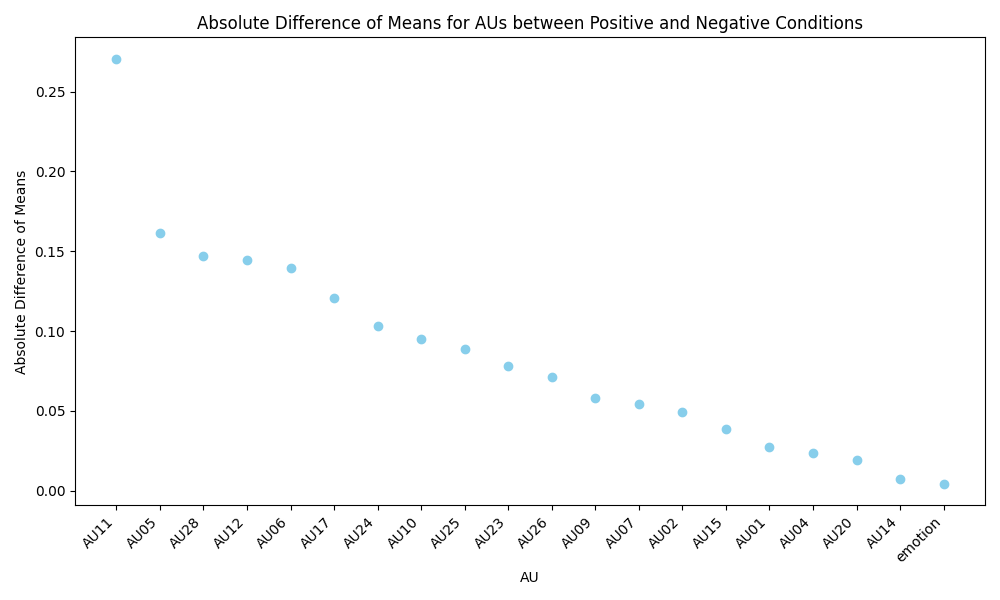 Absolute Difference of Means for AUs between Positive and Negative Conditions
Absolute Difference of Means
0.25
0.20
0.15
0.10
0.05
0.00
AU11
AU05
AU28
AU12
AU06
AU17
AU24
AU10
AU25
AU23
AU26
AU09
AU07
AU02
AU15
AU01
AU04
AU20
AU14
emotion
AU